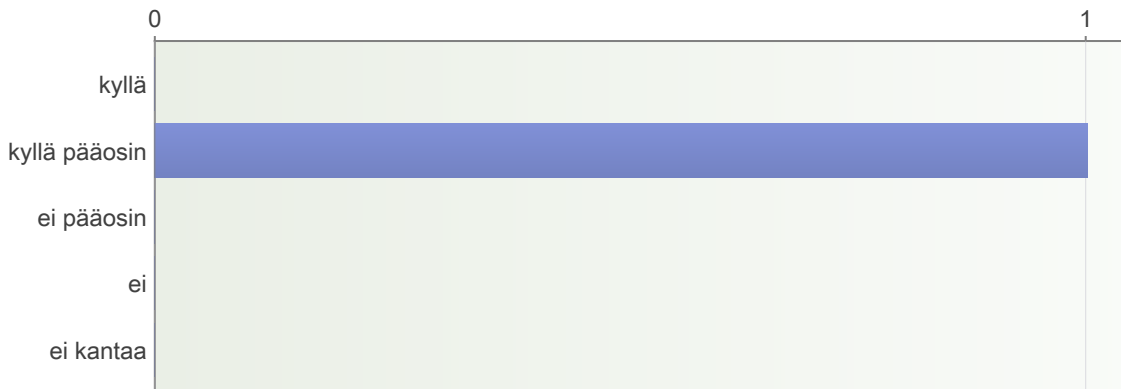 0 1
kyllä
kyllä pääosin
ei pääosin
ei
ei kantaa